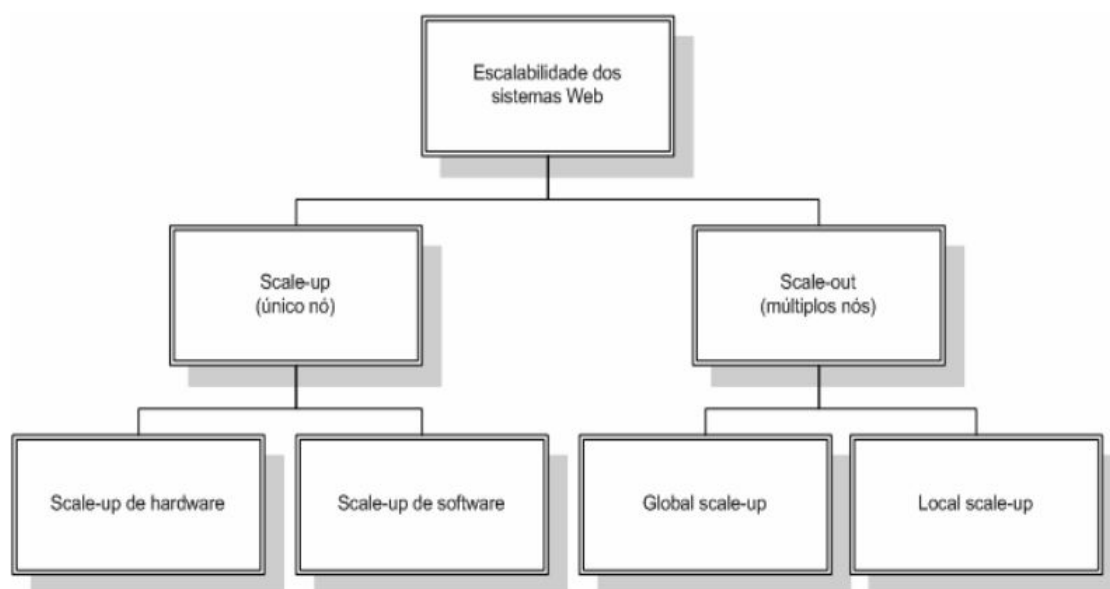 Escalabilidade dos
sistemas Web
Scale-up
(único nó)
Scale-out
(múltiplos nós)
Scale-up de hardware
Scale-up de software
Global scale-up
Local scale-up